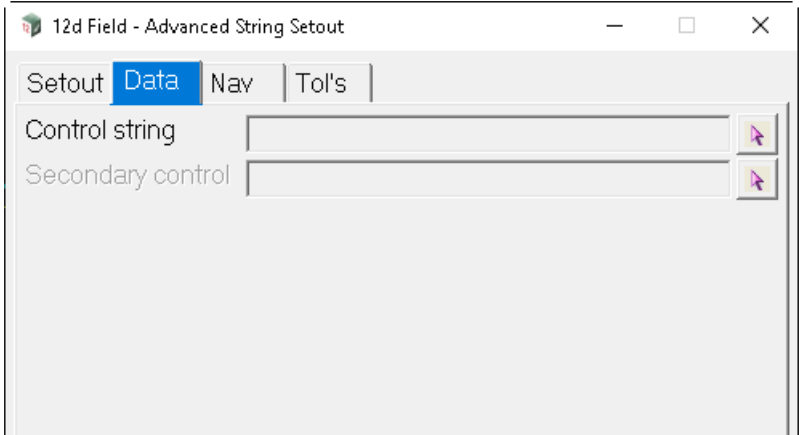 12d Field - Advanced String Setout
Setout Data Nav Tol's
Control string
Secondary control